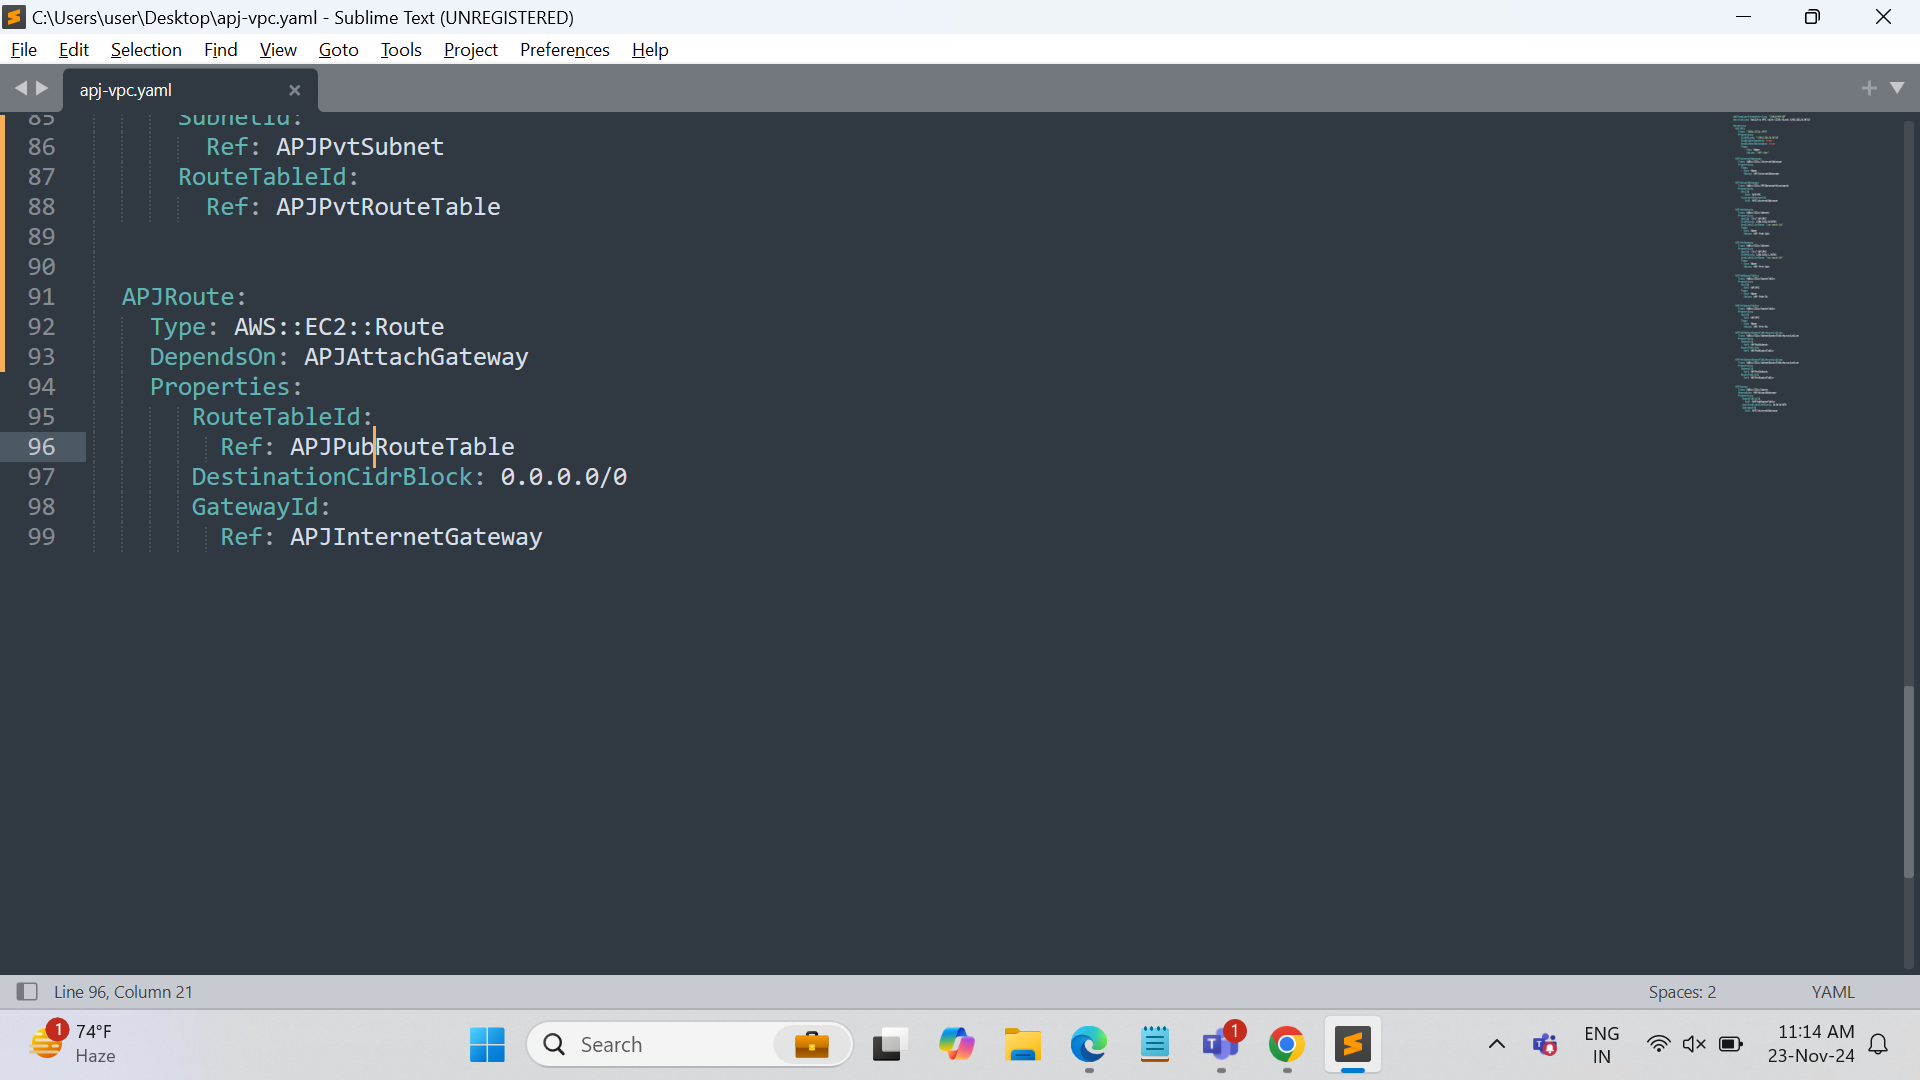 C:\Users\user\Desktop\apj-vpc.yaml - Sublime Text (UNREGISTERED)
File Edit Selection Find View Goto Tools Project Preferences Help
apj-vpc.yaml
85 SubnetId:
86 Ref: APJPvtSubnet
87 RouteTableId:
88 Ref: APJPvtRouteTable
89
90
91 APJRoute:
92 Type: AWS::EC2::Route
93 DependsOn: APJAttachGateway
94 Properties:
95 RouteTableId:
96 Ref: APJPubRouteTable
97 DestinationCidrBlock: 0.0.0.0/0
98 GatewayId:
99 Ref: APJInternetGateway
Line 96, Column 21 Spaces: 2 YAML
1 74°F
Haze
Search
1
ENG
IN
11:14 AM
23-Nov-24